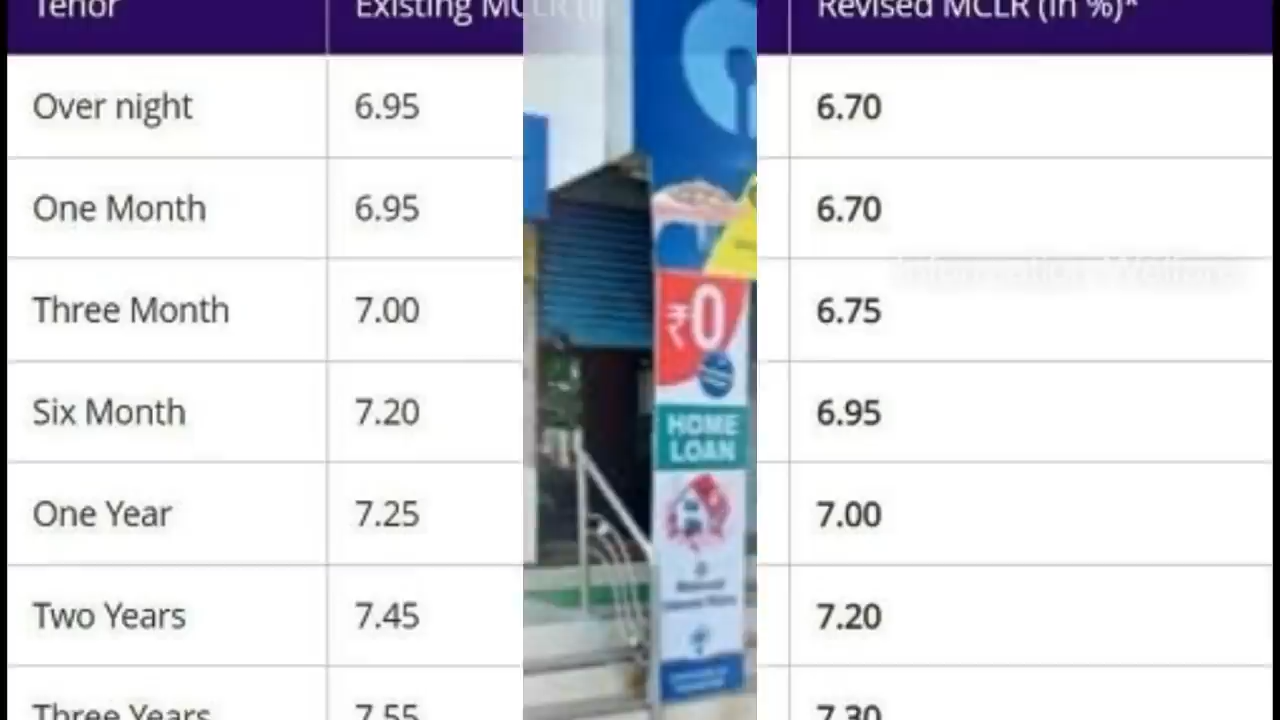 Tenor Existing MCLR (I Revised MCLR (In %)*
Over night 6.95 6.70
One Month 6.95 6.70
Three Month 7.00 6.75
Six Month 7.20 6.95
One Year 7.25 7.00
Two Years 7.45 7.20
Three Years 7.55 7.30
₹0
HOME
LOAN